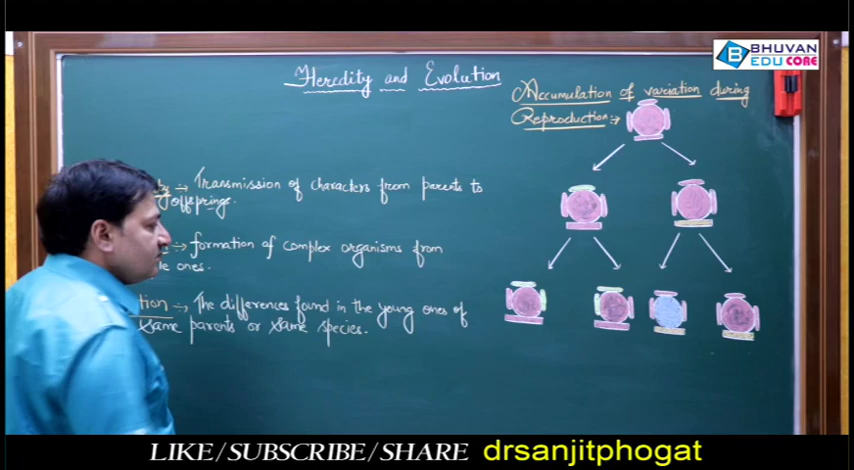 Heredity and Evolution
BHUVAN
EDU CORE
Accumulation of variation during
Reproduction :→
→ Transmission of characters from parents to
offsprings.
→ formation of complex organisms from
ones.
→ The differences found in the young ones of
same parents or same species.
LIKE/SUBSCRIBE/SHARE drsanjitphogat